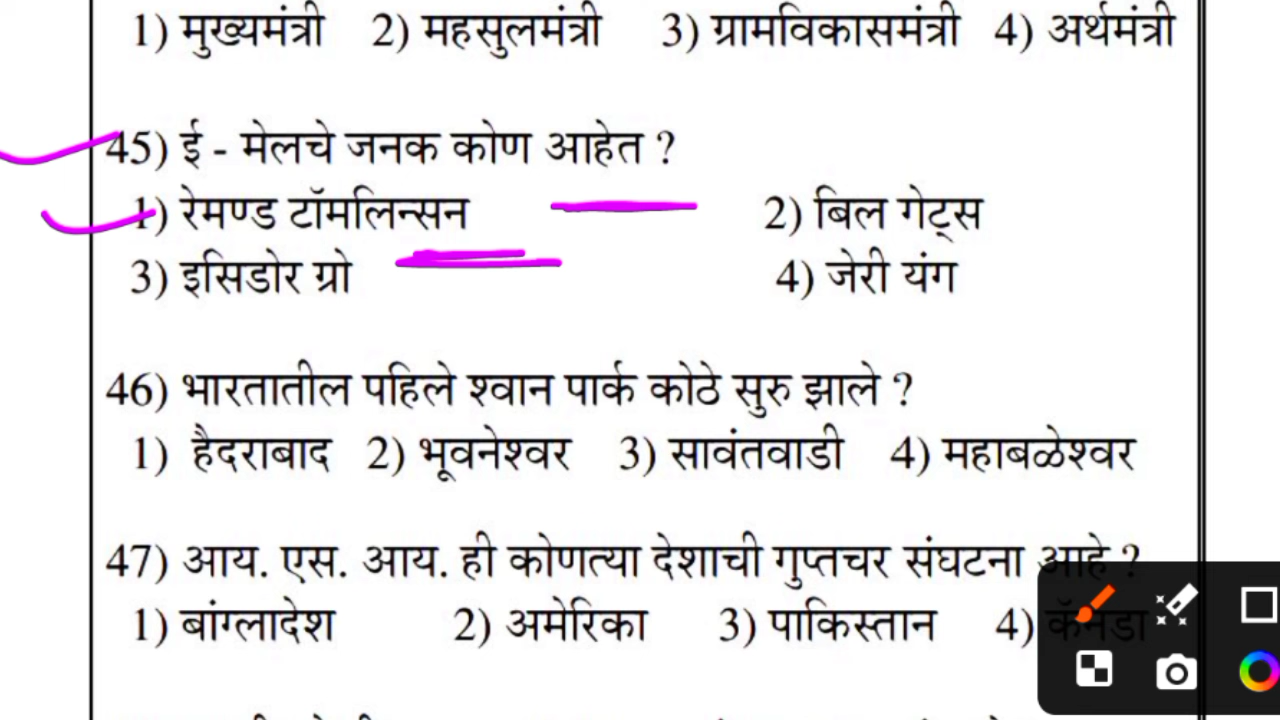 1) मुख्यमंत्री 2) महसुलमंत्री 3) ग्रामविकासमंत्री 4) अर्थमंत्री
45) ई - मेलचे जनक कोण आहेत ?
1) रेमण्ड टॉमलिन्सन 2) बिल गेट्स
3) इसिडोर ग्रो 4) जेरी यंग
46) भारतातील पहिले श्वान पार्क कोठे सुरु झाले ?
1) हैदराबाद 2) भूवनेश्वर 3) सावंतवाडी 4) महाबळेश्वर
47) आय. एस. आय. ही कोणत्या देशाची गुप्तचर संघटना आहे ?
1) बांग्लादेश 2) अमेरिका 3) पाकिस्तान 4) कॅनडा